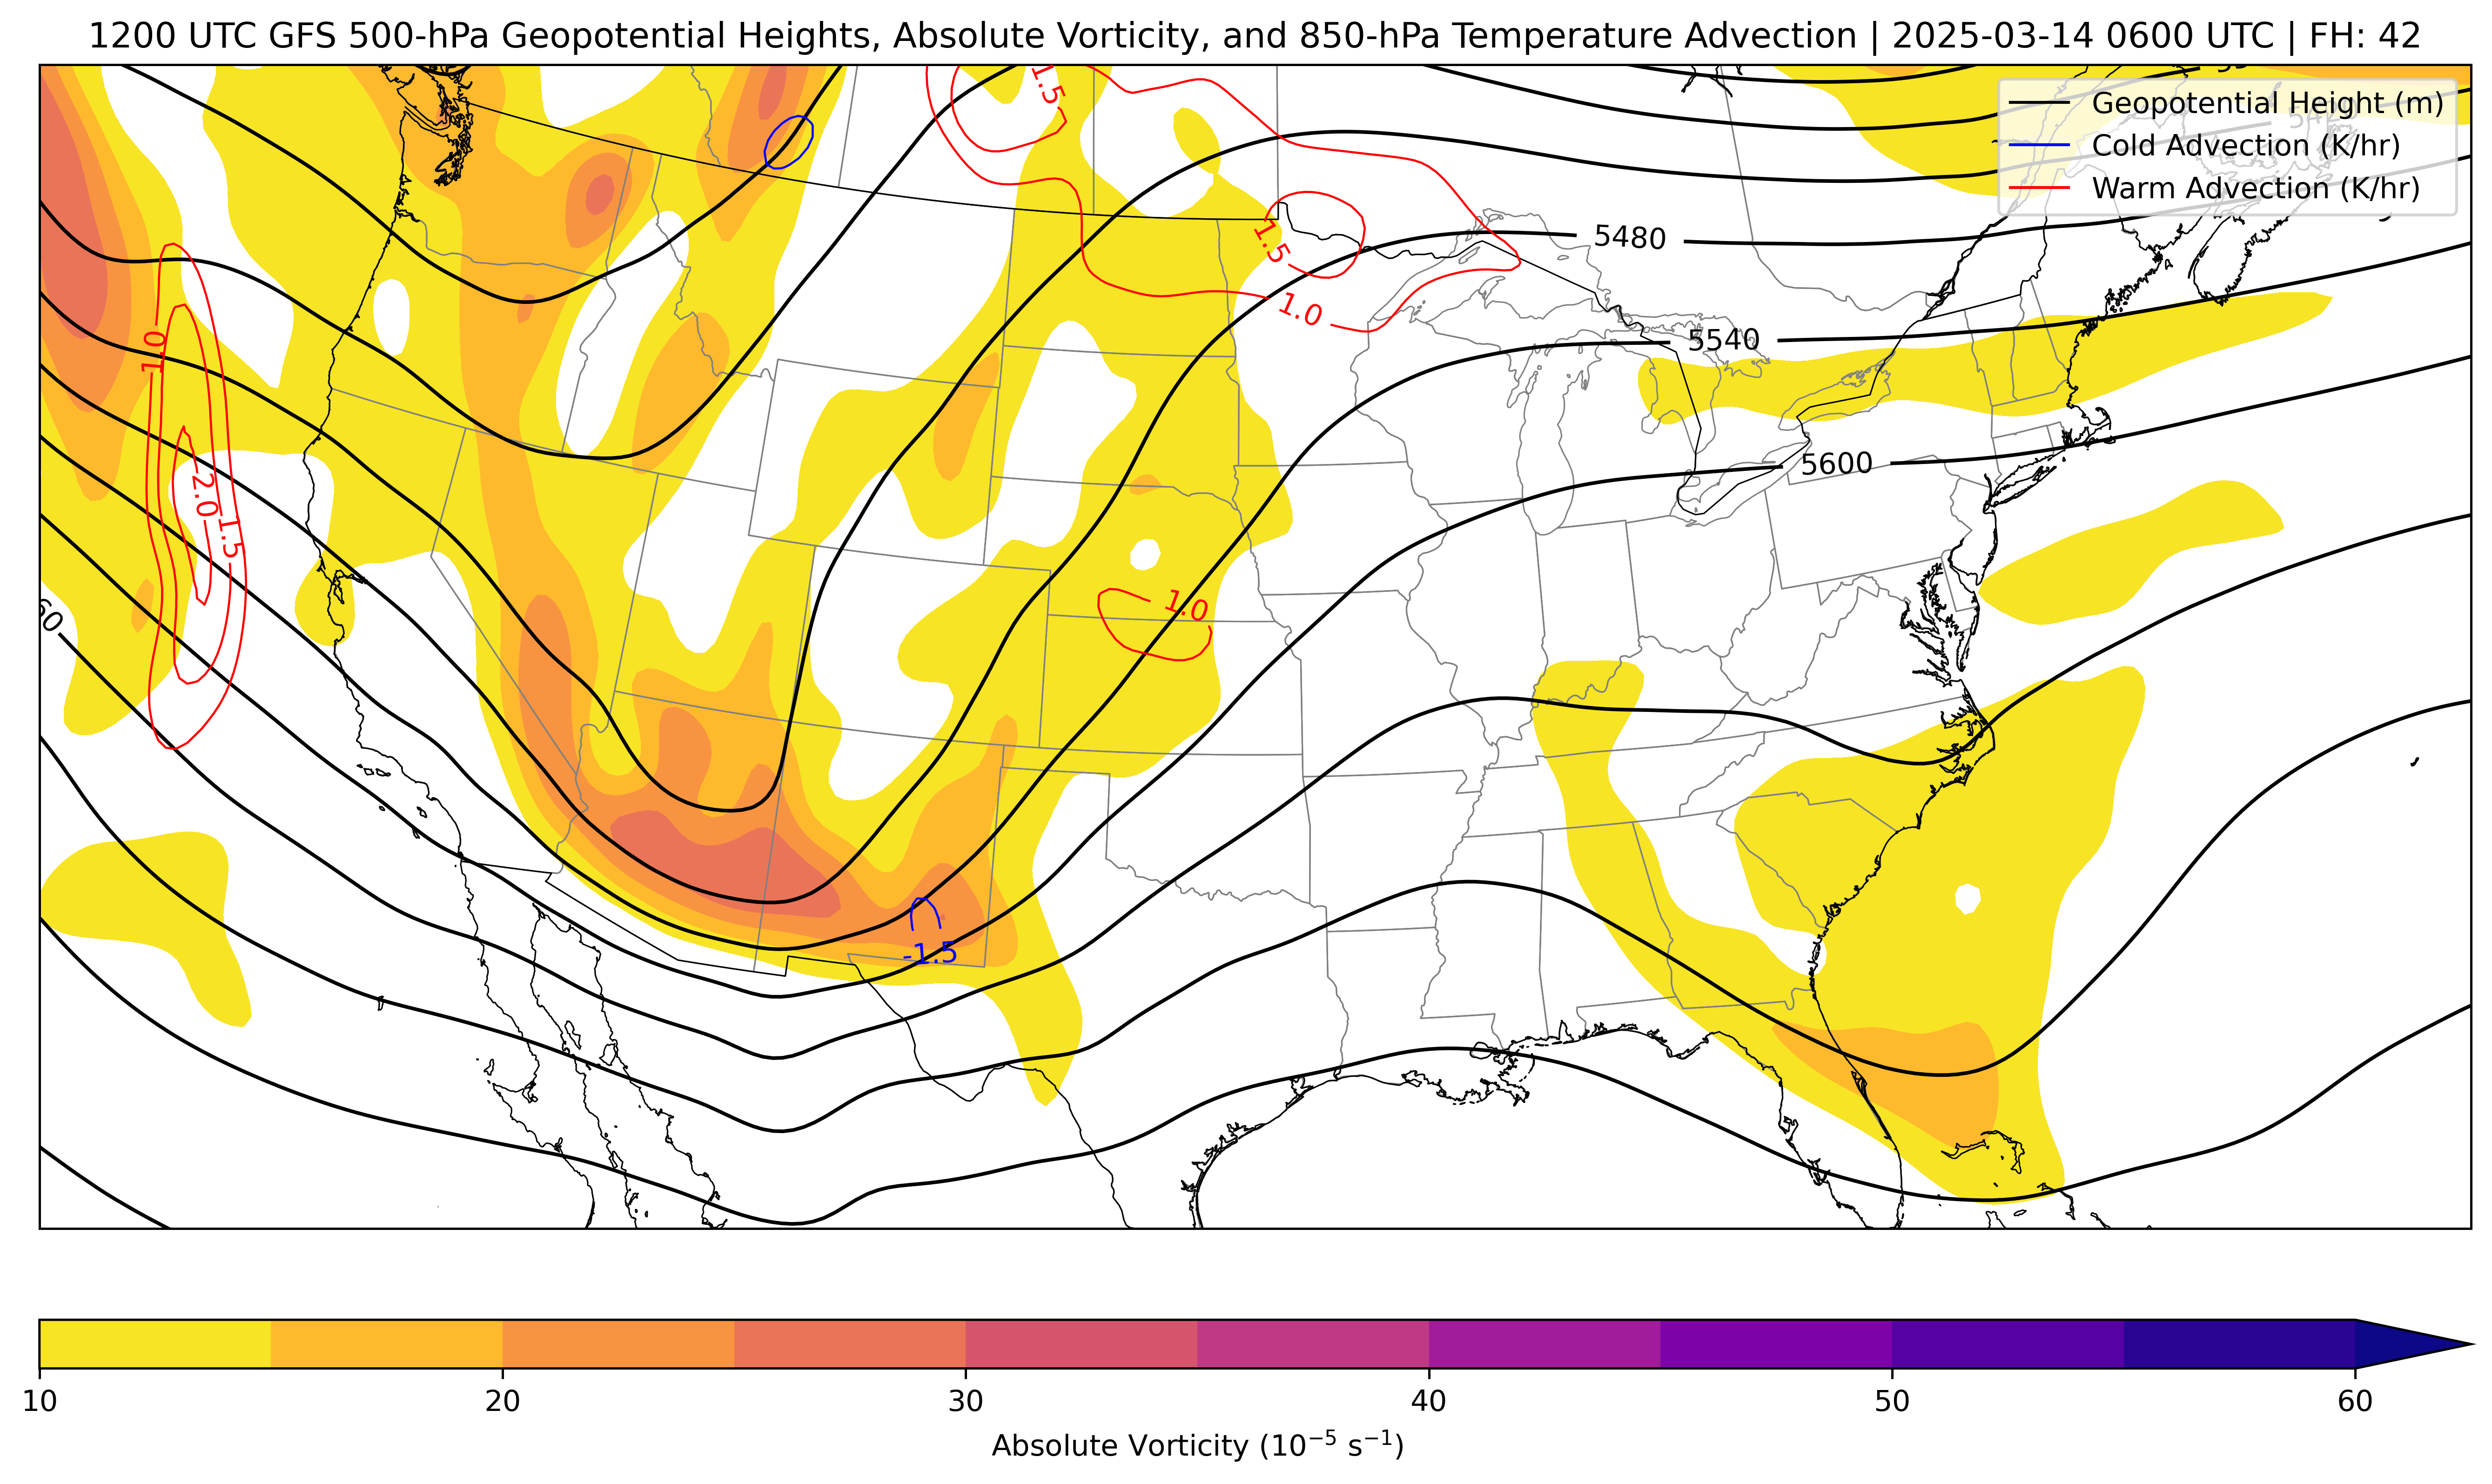 1200 UTC GFS 500-hPa Geopotential Heights, Absolute Vorticity, and 850-hPa Temperature Advection | 2025-03-14 0600 UTC | FH: 42
Geopotential Height (m)
Cold Advection (K/hr)
Warm Advection (K/hr)
1.5
1.5
1.0
5480
5540
5600
1.0
2.0
1.5
1.0
60
-1.5
10 20 30 40 50 60
Absolute Vorticity (10⁻⁵ s⁻¹)